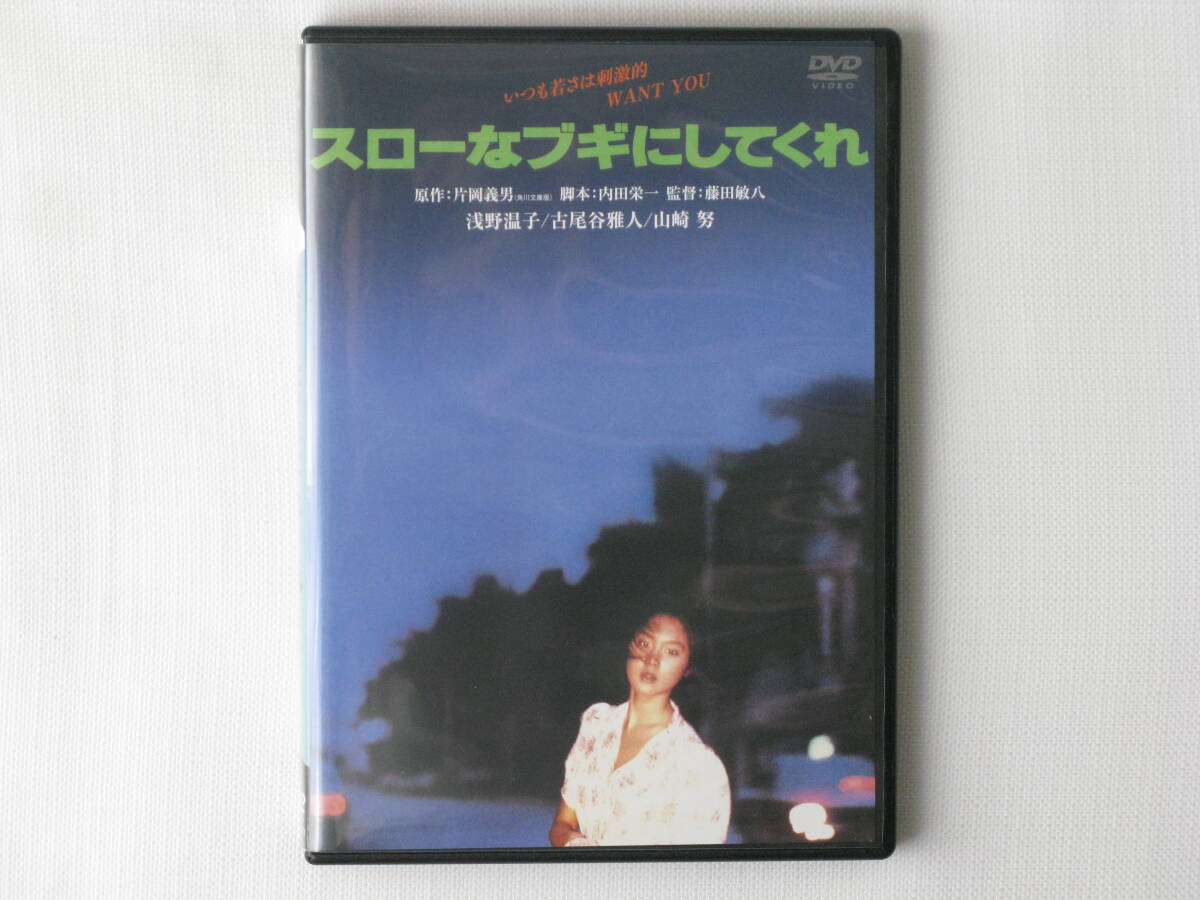 いつも若さは刺激的
WANT YOU
DVD
VIDEO
スローなブギにしてくれ
原作:片岡義男(角川文庫版) 脚本:内田栄一 監督:藤田敏八
浅野温子/古尾谷雅人/山崎 努